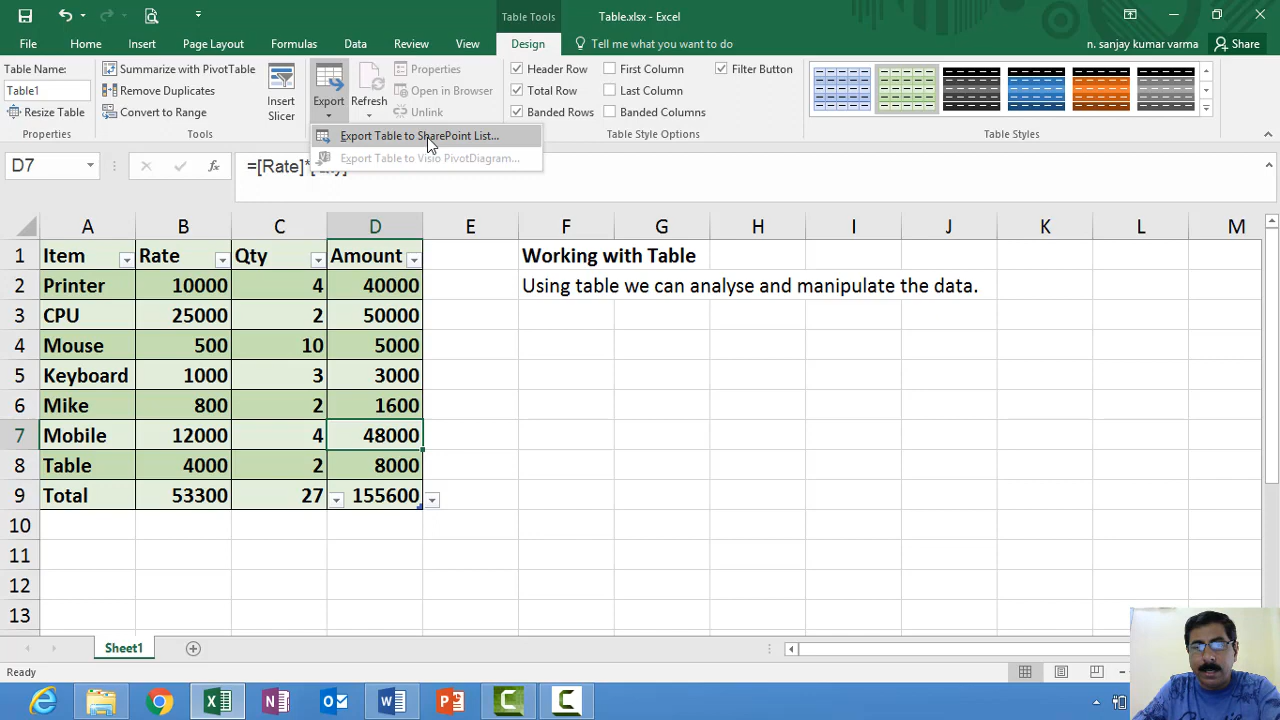 Table Tools
Table.xlsx - Excel
File Home Insert Page Layout Formulas Data Review View Design Tell me what you want to do n. sanjay kumar varma Share
Table Name:
Table1
Resize Table
Properties
Summarize with PivotTable
Remove Duplicates
Convert to Range
Tools
Insert
Slicer
Export
Refresh
Properties
Open in Browser
Unlink
Header Row
Total Row
Banded Rows
First Column
Last Column
Banded Columns
Filter Button
Table Style Options
Table Styles
Export Table to SharePoint List...
Export Table to Visio PivotDiagram...
D7
fx
A B C D E F G H I J K L M
1 Item Rate Qty Amount Working with Table
2 Printer 10000 4 40000 Using table we can analyse and manipulate the data.
3 CPU 25000 2 50000
4 Mouse 500 10 5000
5 Keyboard 1000 3 3000
6 Mike 800 2 1600
7 Mobile 12000 4 48000
8 Table 4000 2 8000
9 Total 53300 27 155600
10
11
12
13
Sheet1
Ready